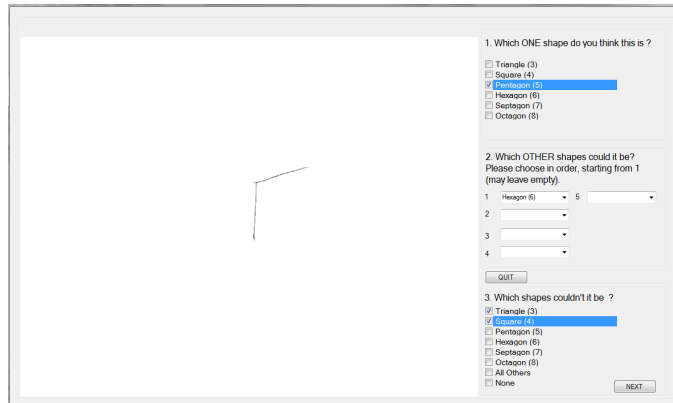 1. Which ONE shape do you think this is ?
Triangle (3)
Square (4)
Pentagon (5)
Hexagon (6)
Septagon (7)
Octagon (8)
2. Which OTHER shapes could it be?
Please choose in order, starting from 1
(may leave empty).
1 Hexagon (6) 5
2
3
4
QUIT
3. Which shapes couldn't it be ?
Triangle (3)
Square (4)
Pentagon (5)
Hexagon (6)
Septagon (7)
Octagon (8)
All Others
None
NEXT